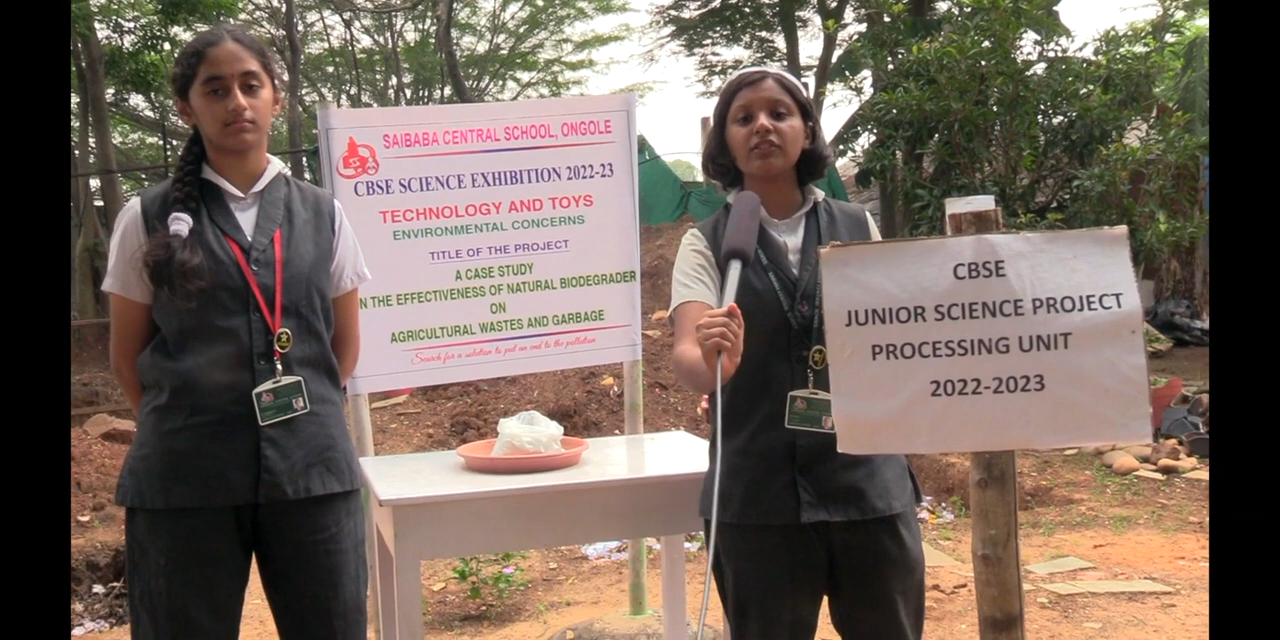 SAIBABA CENTRAL SCHOOL, ONGOLE
CBSE SCIENCE EXHIBITION 2022-23
TECHNOLOGY AND TOYS
ENVIRONMENTAL CONCERNS
TITLE OF THE PROJECT
A CASE STUDY
N THE EFFECTIVENESS OF NATURAL BIODEGRADER
ON
AGRICULTURAL WASTES AND GARBAGE
Search for a solution to put an end to the pollution
CBSE
JUNIOR SCIENCE PROJECT
PROCESSING UNIT
2022-2023